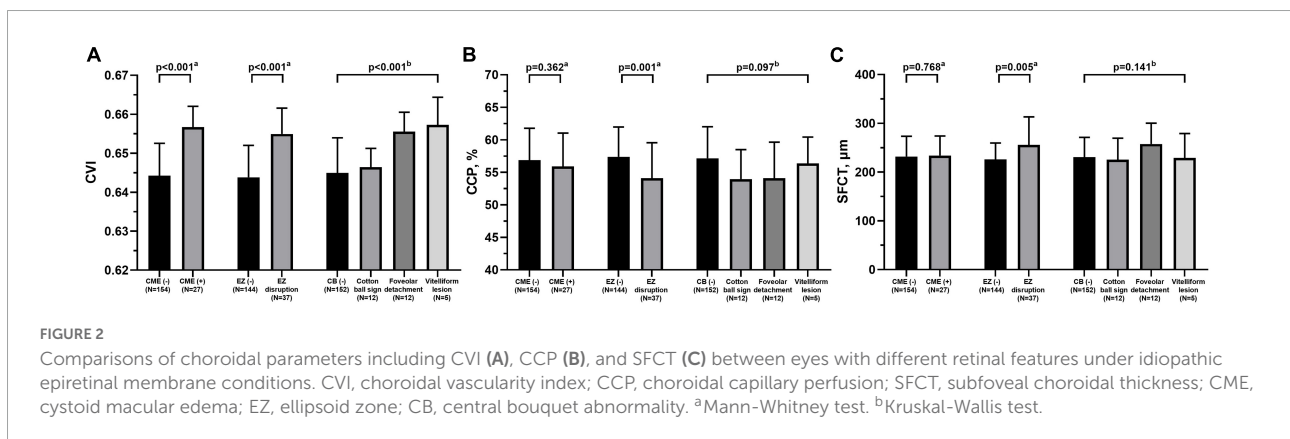 A
p<0.001a
p<0.001a
p<0.001b
0.67
0.66
0.65
0.64
0.63
0.62
CVI
CME (-)
(N=154)
CME (+)
(N=27)
EZ (-)
(N=144)
EZ
disruption
(N=37)
CB (-)
(N=152)
Cotton
ball sign
(N=12)
Foveolar
detachment
(N=12)
Vitelliform
lesion
(N=5)
B
p=0.362a
p=0.001a
p=0.097b
70
65
60
55
50
45
40
CCP, %
CME (-)
(N=154)
CME (+)
(N=27)
EZ (-)
(N=144)
EZ
disruption
(N=37)
CB (-)
(N=152)
Cotton
ball sign
(N=12)
Foveolar
detachment
(N=12)
Vitelliform
lesion
(N=5)
C
p=0.768a
p=0.005a
p=0.141b
400
300
200
100
0
SFCT, μm
CME (-)
(N=154)
CME (+)
(N=27)
EZ (-)
(N=144)
EZ
disruption
(N=37)
CB (-)
(N=152)
Cotton
ball sign
(N=12)
Foveolar
detachment
(N=12)
Vitelliform
lesion
(N=5)
FIGURE 2
Comparisons of choroidal parameters including CVI (A), CCP (B), and SFCT (C) between eyes with different retinal features under idiopathic
epiretinal membrane conditions. CVI, choroidal vascularity index; CCP, choroidal capillary perfusion; SFCT, subfoveal choroidal thickness; CME,
cystoid macular edema; EZ, ellipsoid zone; CB, central bouquet abnormality. aMann-Whitney test. bKruskal-Wallis test.